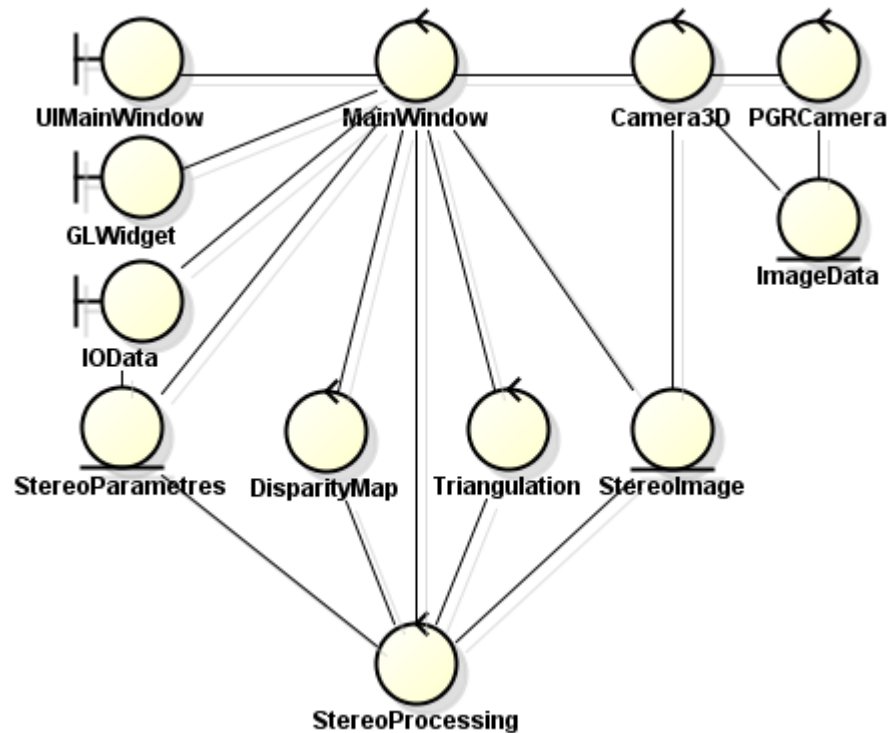 UIMainWindow
MainWindow
Camera3D
PGRCamera
GLWidget
ImageData
IOData
StereoParametres
DisparityMap
Triangulation
StereoImage
StereoProcessing